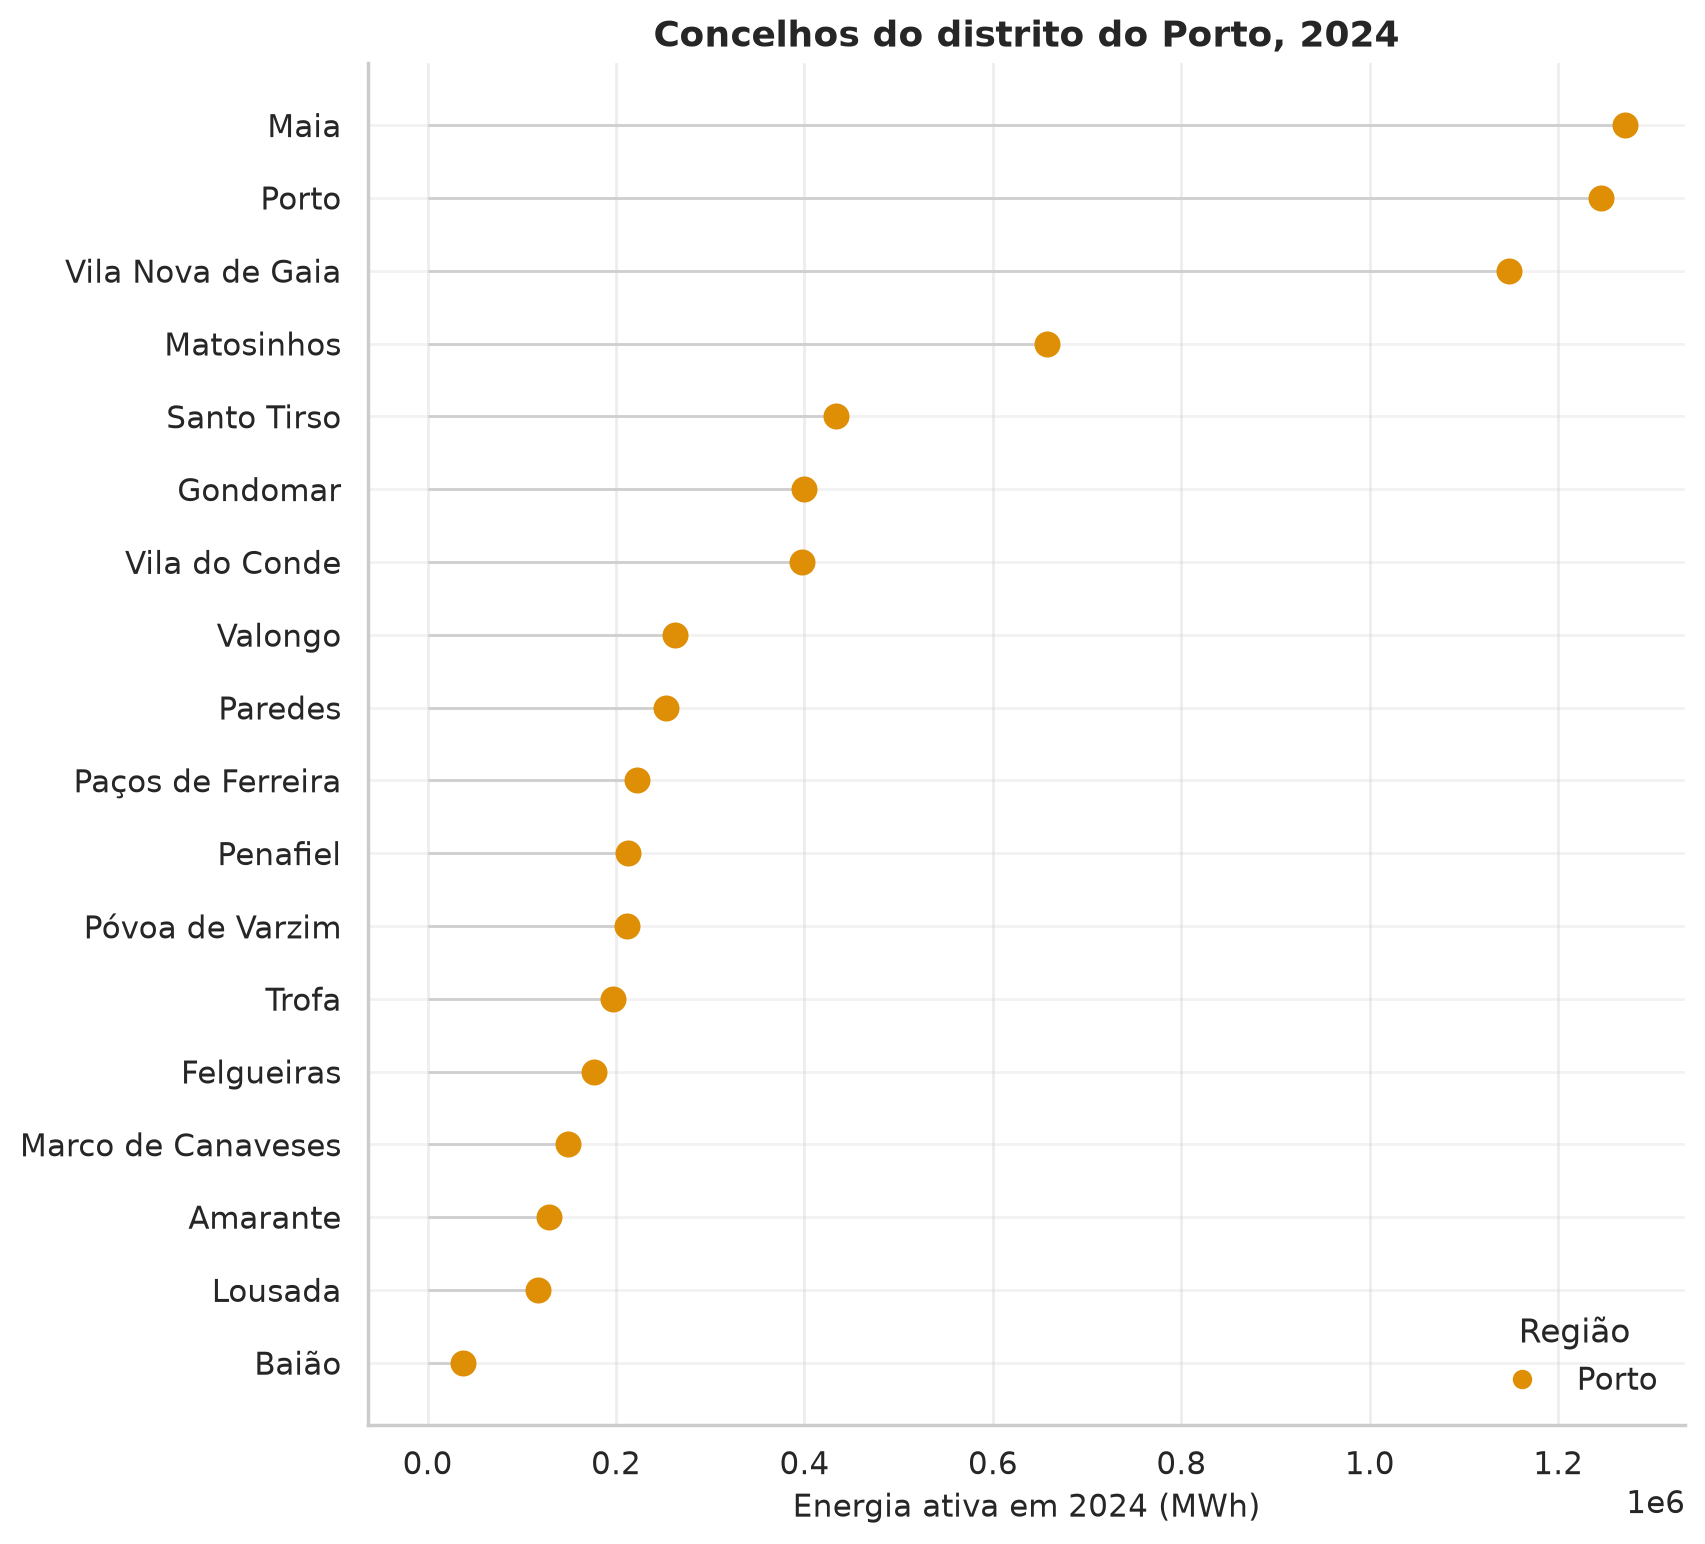 Concelhos do distrito do Porto, 2024
Maia
Porto
Vila Nova de Gaia
Matosinhos
Santo Tirso
Gondomar
Vila do Conde
Valongo
Paredes
Paços de Ferreira
Penafiel
Póvoa de Varzim
Trofa
Felgueiras
Marco de Canaveses
Amarante
Lousada
Baião
Região
Porto
0.0 0.2 0.4 0.6 0.8 1.0 1.2
Energia ativa em 2024 (MWh)
1e6